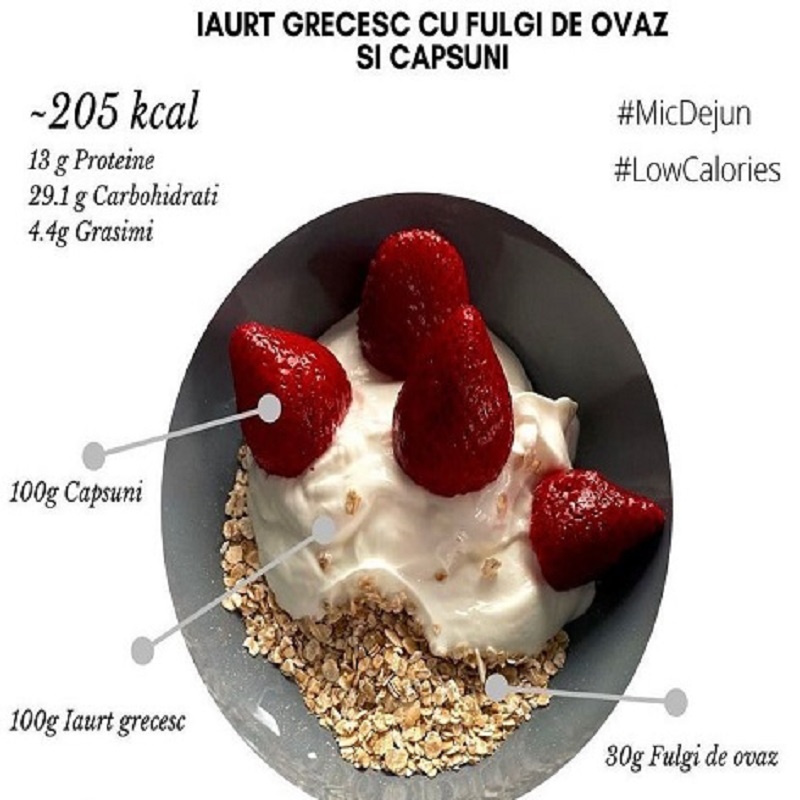 IAURT GRECESC CU FULGI DE OVAZ
SI CAPSUNI
~205 kcal
13 g Proteine
29.1 g Carbohidrati
4.4g Grasimi
#MicDejun
#LowCalories
100g Capsuni
100g Iaurt grecesc
30g Fulgi de ovaz